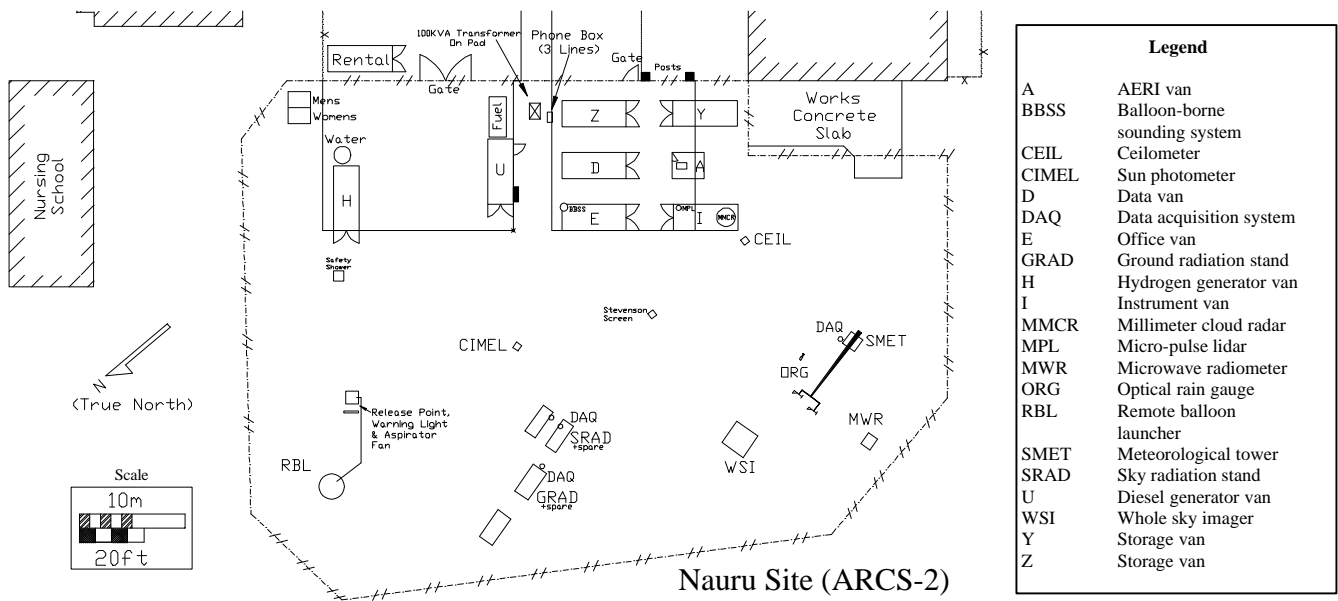 100KVA Transformer
On Pad
Phone Box
(3 Lines)
Rental
Gate
Gate
Posts
Mens
Womens
Water
Fuel
Z
Y
Works
Concrete
Slab
Nursing
School
H
U
D
A
BBSS
E
MPL
I
MMCR
CEIL
Safety
Shower
Stevenson
Screen
CIMEL
DAQ
SMET
ORG
N
(True North)
Release Point,
Warning Light
& Aspirator
Fan
DAQ
SRAD
+spare
MWR
WSI
RBL
DAQ
GRAD
+spare
Scale
10m
20ft
Nauru Site (ARCS-2)
Legend
A AERI van
BBSS Balloon-borne
sounding system
CEIL Ceilometer
CIMEL Sun photometer
D Data van
DAQ Data acquisition system
E Office van
GRAD Ground radiation stand
H Hydrogen generator van
I Instrument van
MMCR Millimeter cloud radar
MPL Micro-pulse lidar
MWR Microwave radiometer
ORG Optical rain gauge
RBL Remote balloon
launcher
SMET Meteorological tower
SRAD Sky radiation stand
U Diesel generator van
WSI Whole sky imager
Y Storage van
Z Storage van